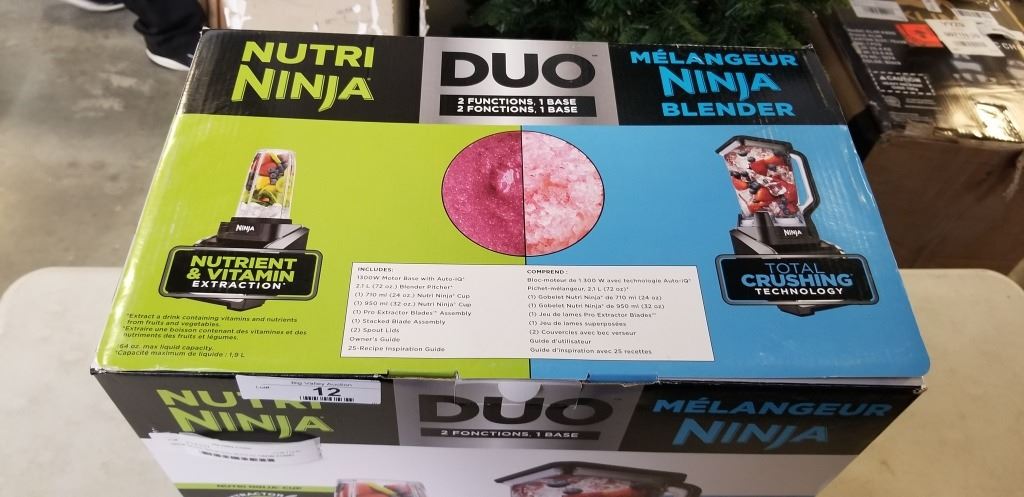 NUTRI
NINJA
DUO
2 FUNCTIONS, 1 BASE
2 FONCTIONS, 1 BASE
MÉLANGEUR
NINJA
BLENDER
NINJA
NUTRIENT
& VITAMIN
EXTRACTION*
NINJA
TOTAL
CRUSHING
TECHNOLOGY
*Extract a drink containing vitamins and nutrients
from fruits and vegetables.
*Extraire une boisson contenant des vitamines et des
nutriments des fruits et légumes.
64 oz. max liquid capacity.
Capacité maximum de liquide : 1,9 L
INCLUDES:
1300W Motor Base with Auto-iQ®
2.1 L (72 oz.) Blender Pitcher^
(1) 710 ml (24 oz.) Nutri Ninja® Cup
(1) 950 ml (32 oz.) Nutri Ninja® Cup
(1) Pro Extractor Blades™ Assembly
(1) Stacked Blade Assembly
(2) Spout Lids
Owner's Guide
25-Recipe Inspiration Guide
COMPREND :
Bloc-moteur de 1 300 W avec technologie Auto-iQ®
Pichet-mélangeur, 2,1 L (72 oz)^
(1) Gobelet Nutri Ninja® de 710 ml (24 oz)
(1) Gobelet Nutri Ninja® de 950 ml (32 oz)
(1) Jeu de lames Pro Extractor Blades™
(1) Jeu de lames superposées
(2) Couvercles avec bec verseur
Guide d'utilisateur
Guide d'inspiration avec 25 recettes
Big Valley Auction
Lot#
12
NUTRI
NINJA
DUO
2 FONCTIONS, 1 BASE
MÉLANGEUR
NINJA
NUTRI NINJA® CUP